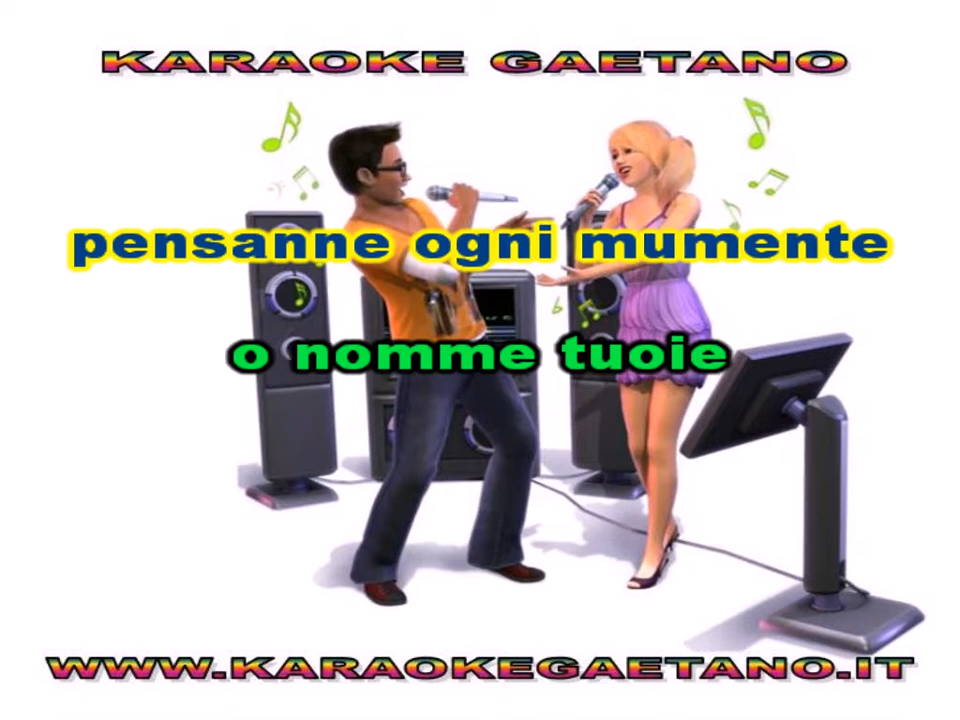 KARAOKE GAETANO
pensanne ogni mumente
o nomme tuoie
WWW.KARAOKEGAETANO.IT